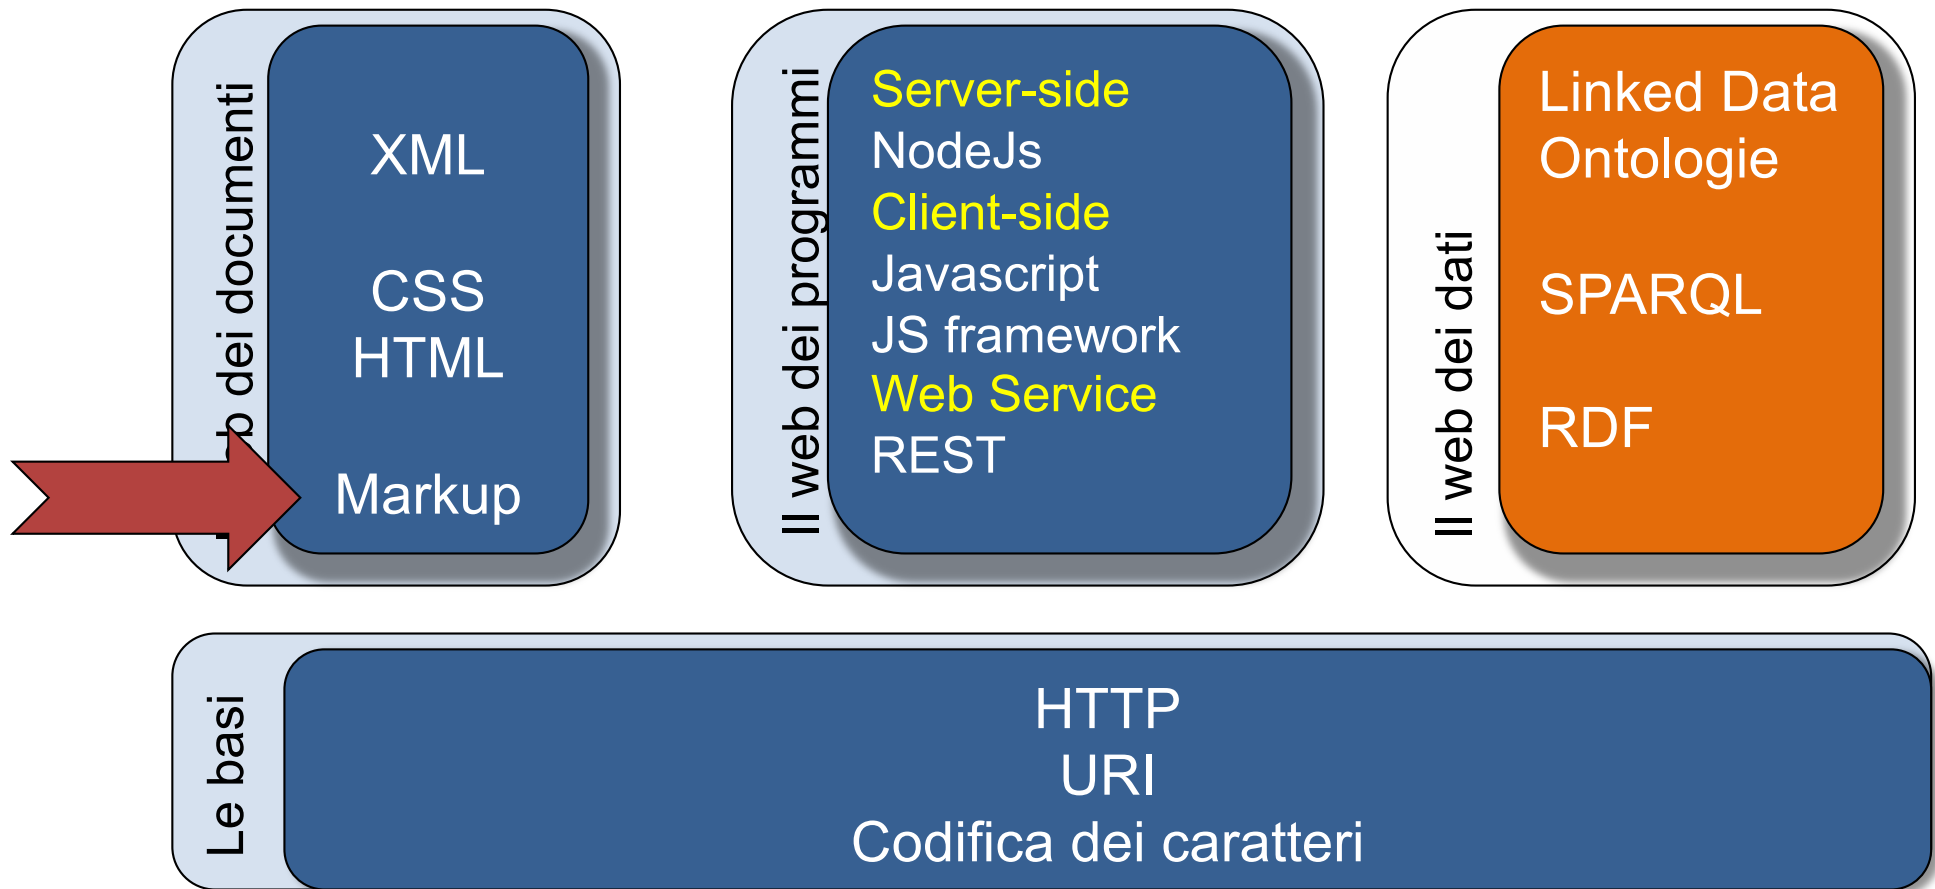 dei documenti
XML
CSS
HTML
Markup
Il web dei programmi
Server-side
NodeJs
Client-side
Javascript
JS framework
Web Service
REST
Il web dei dati
Linked Data
Ontologie
SPARQL
RDF
Le basi
HTTP
URI
Codifica dei caratteri